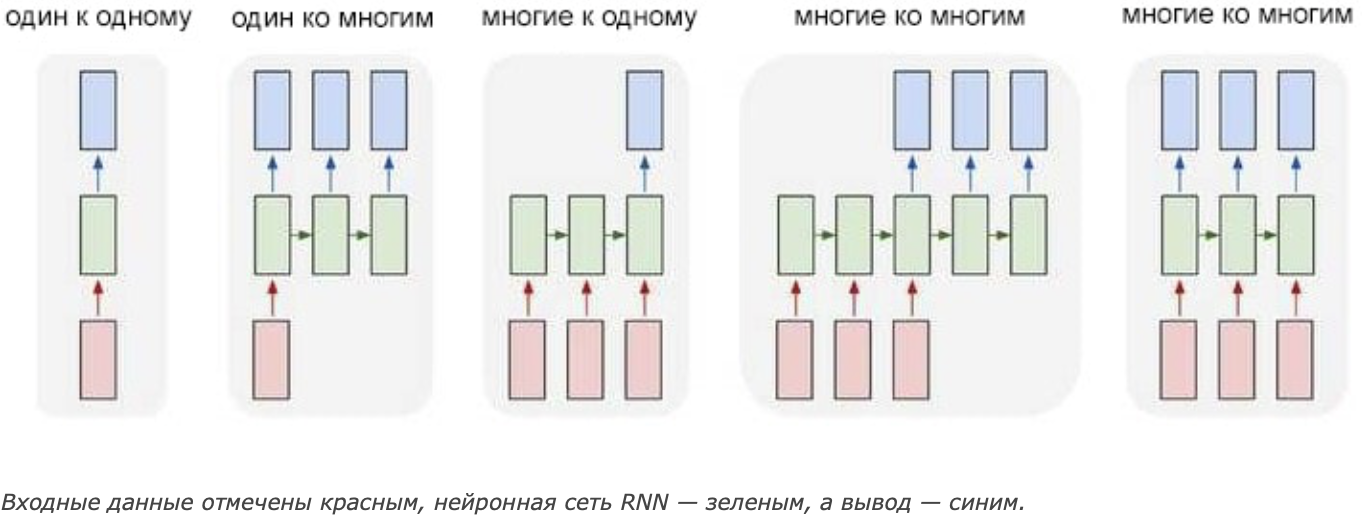 один к одному
один ко многим
многие к одному
многие ко многим
многие ко многим
Входные данные отмечены красным, нейронная сеть RNN — зеленым, а вывод — синим.